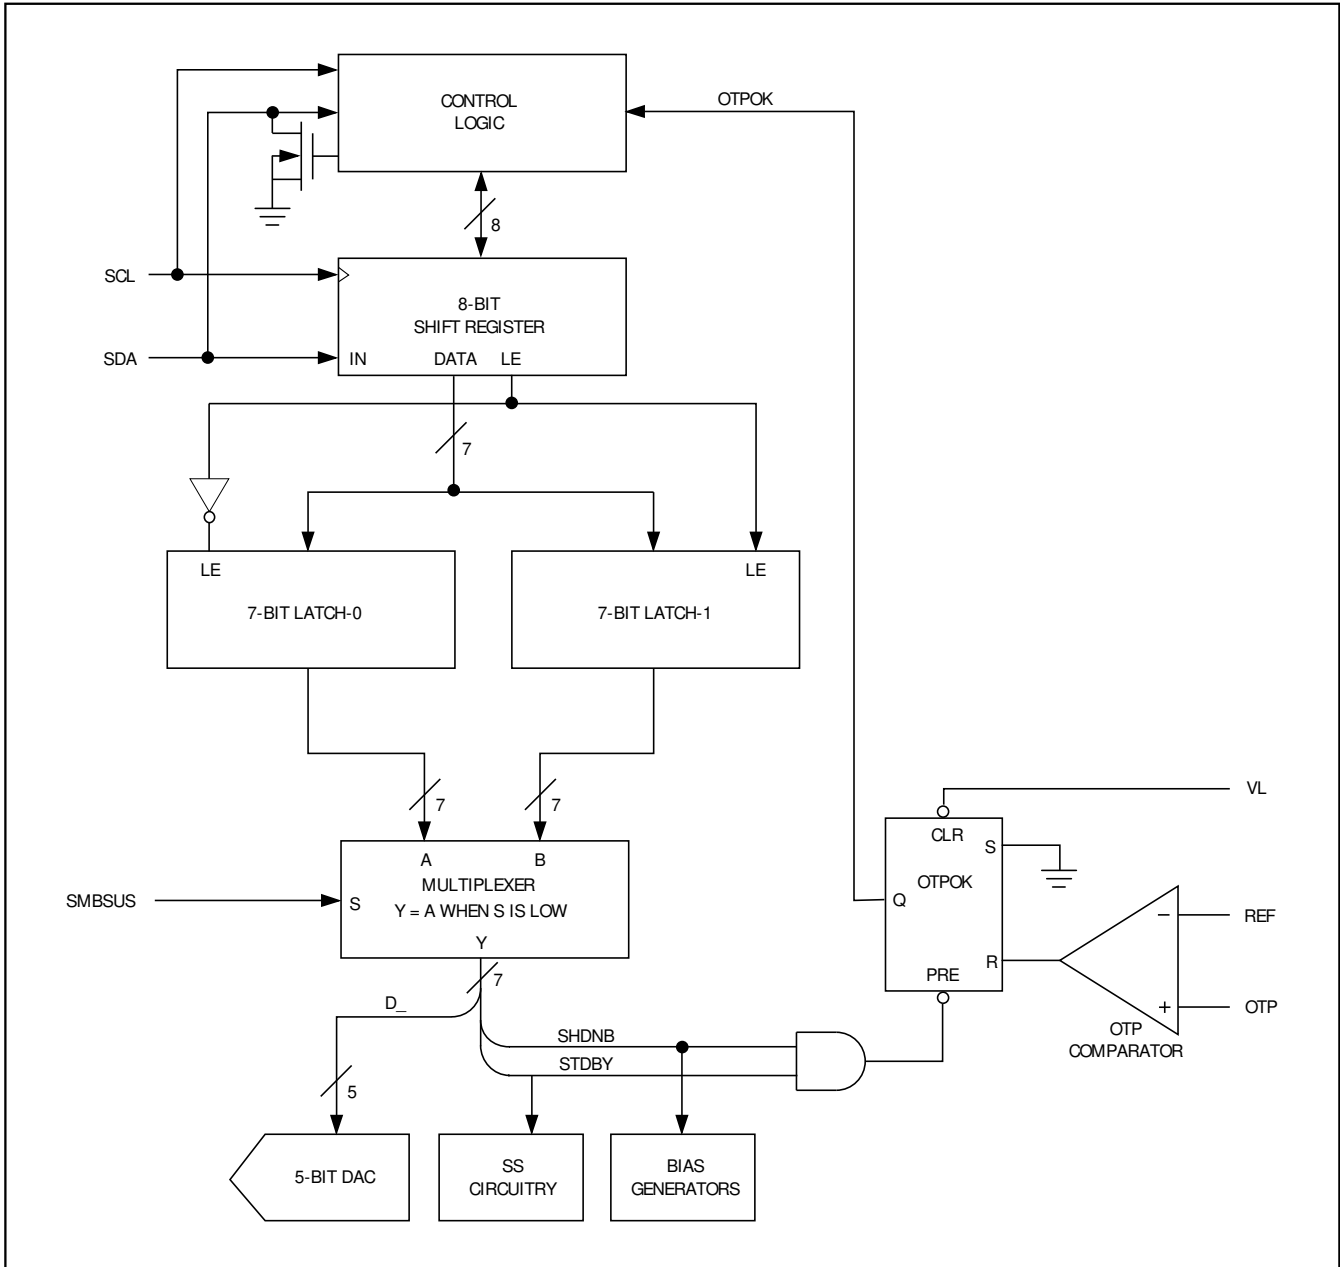 CONTROL
LOGIC
OTPOK
8
SCL
8-BIT
SHIFT REGISTER
SDA
IN DATA LE
7
LE
LE
7-BIT LATCH-0
7-BIT LATCH-1
7
7
VL
A B
MULTIPLEXER
Y = A WHEN S IS LOW
S
Y
SMBSUS
CLR
S
OTPOK
Q
R
PRE
−
REF
+
OTP
OTP
COMPARATOR
7
D_
SHDNB
STDBY
5
5-BIT DAC
SS
CIRCUITRY
BIAS
GENERATORS